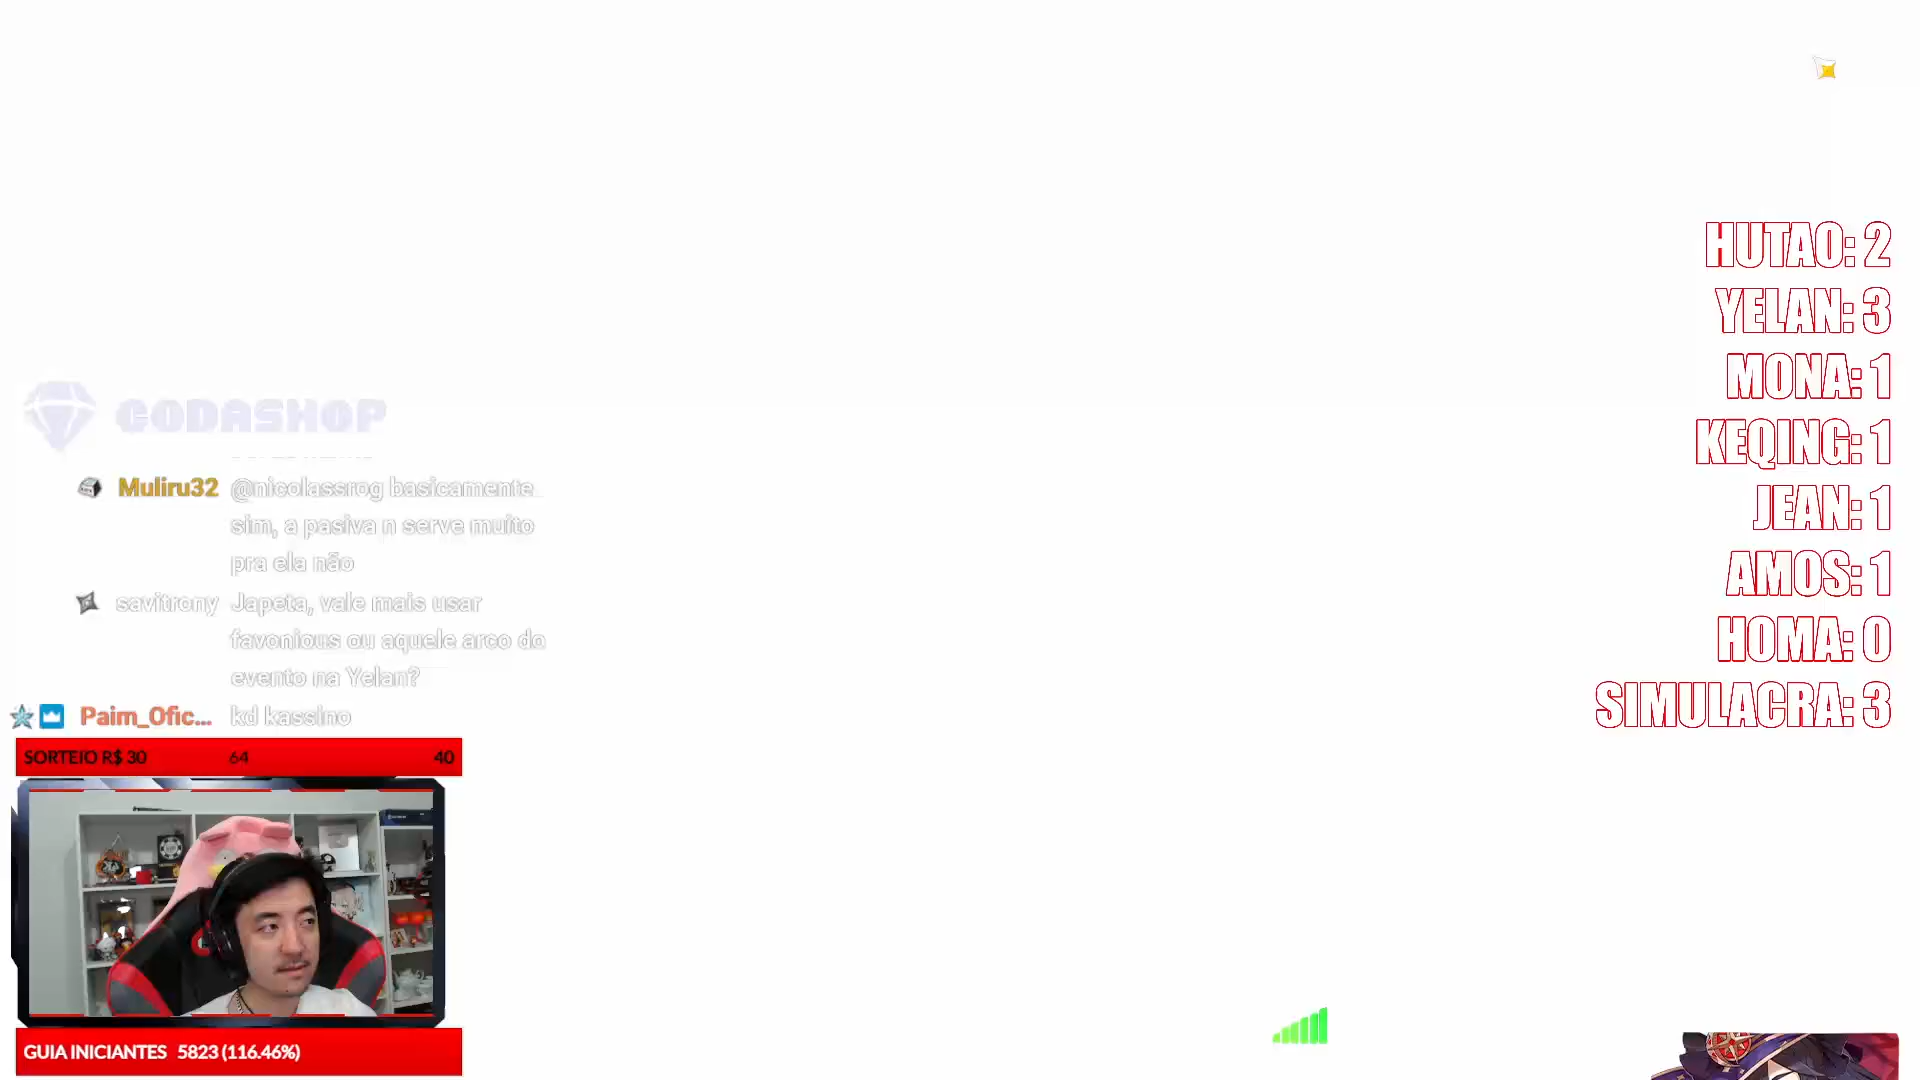 HUTAO: 2
YELAN: 3
MONA: 1
KEQING: 1
JEAN: 1
AMOS: 1
HOMA: 0
SIMULACRA: 3
CODASHOP
Muliru32 @nicolassrog basicamente
sim, a pasiva n serve muito
pra ela não
savitrony Japeta, vale mais usar
favonious ou aquele arco do
evento na Yelan?
Paim_Ofic... kd kassino
SORTEIO R$ 30 64 40
GUIA INICIANTES 5823 (116.46%)